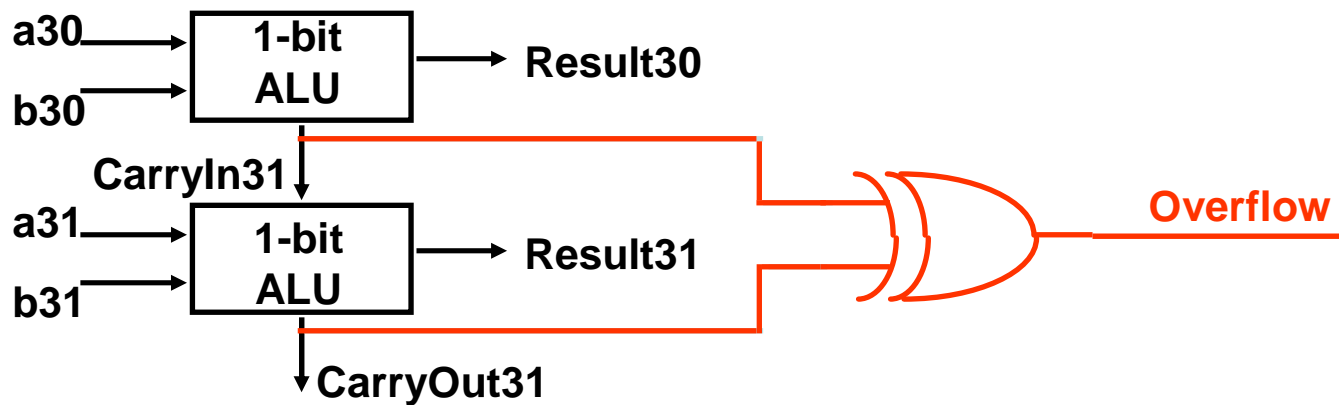 a30
1-bit
ALU
Result30
b30
CarryIn31
a31
1-bit
ALU
Result31
b31
CarryOut31
Overflow